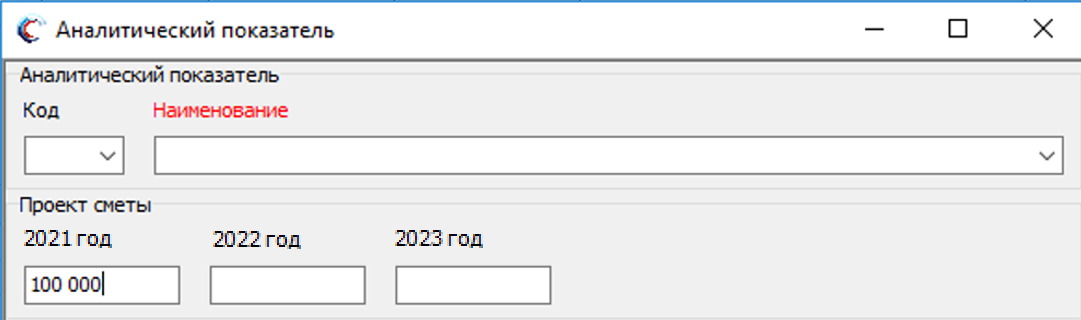 Аналитический показатель
Аналитический показатель
Код Наименование
Проект сметы
2021 год 2022 год 2023 год
100 000